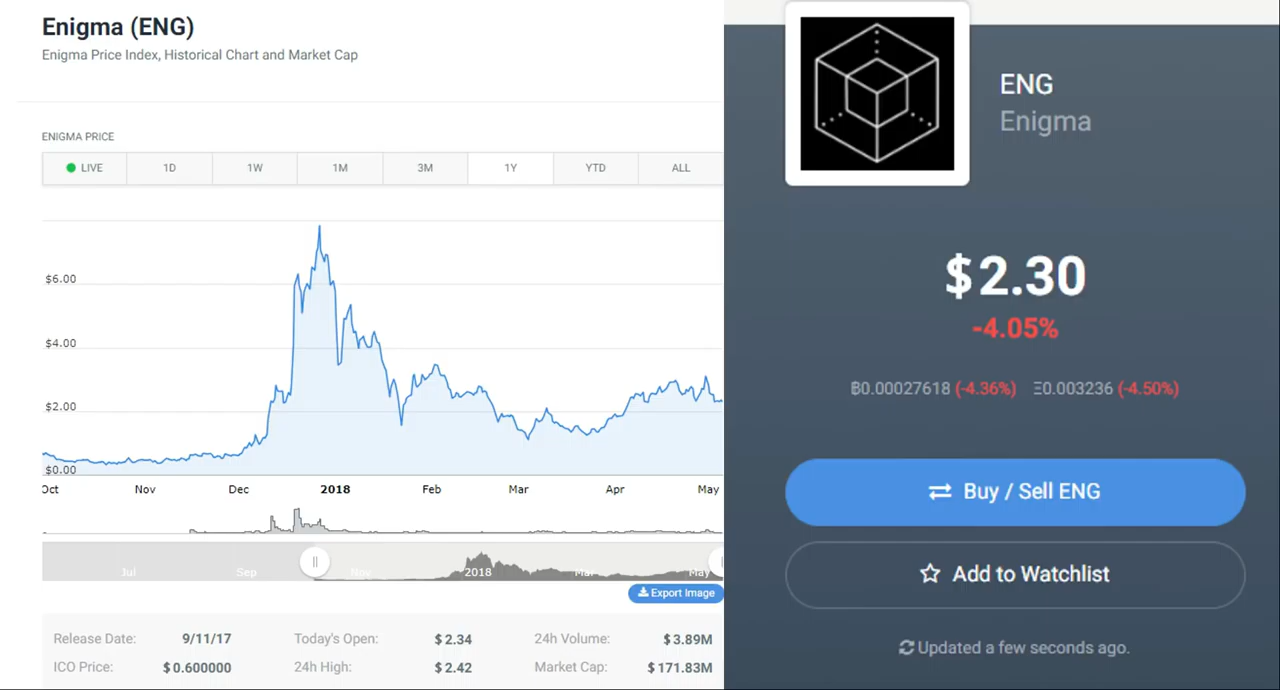 Enigma (ENG)
Enigma Price Index, Historical Chart and Market Cap
ENIGMA PRICE
LIVE 1D 1W 1M 3M 1Y YTD ALL
$6.00
$4.00
$2.00
$0.00
Oct Nov Dec 2018 Feb Mar Apr May
Jul Sep Nov 2018 Mar May
Export Image
Release Date: 9/11/17 Today's Open: $2.34 24h Volume: $3.89M
ICO Price: $0.600000 24h High: $2.42 Market Cap: $171.83M
ENG
Enigma
$2.30
-4.05%
Ƀ0.00027618 (-4.36%) Ξ0.003236 (-4.50%)
Buy / Sell ENG
Add to Watchlist
Updated a few seconds ago.